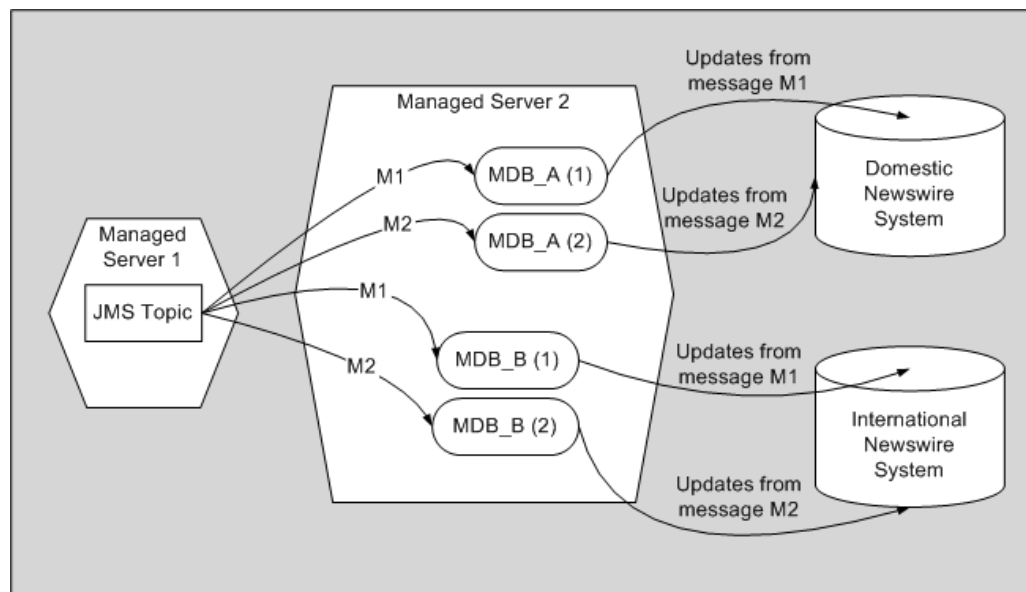 Updates from
message M1
Managed Server 2
M1
MDB_A (1)
Domestic
Newswire
System
Updates from
message M2
M2
MDB_A (2)
Managed
Server 1
JMS Topic
M1
MDB_B (1)
Updates from
message M1
M2
MDB_B (2)
International
Newswire
System
Updates from
message M2